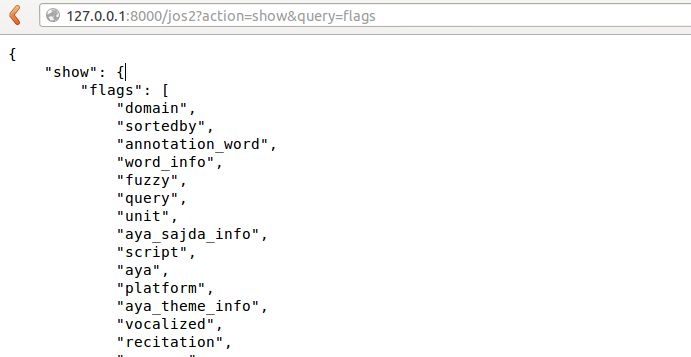 127.0.0.1:8000/jos2?action=show&query=flags
{
    "show": {
        "flags": [
            "domain",
            "sortedby",
            "annotation_word",
            "word_info",
            "fuzzy",
            "query",
            "unit",
            "aya_sajda_info",
            "script",
            "aya",
            "platform",
            "aya_theme_info",
            "vocalized",
            "recitation",